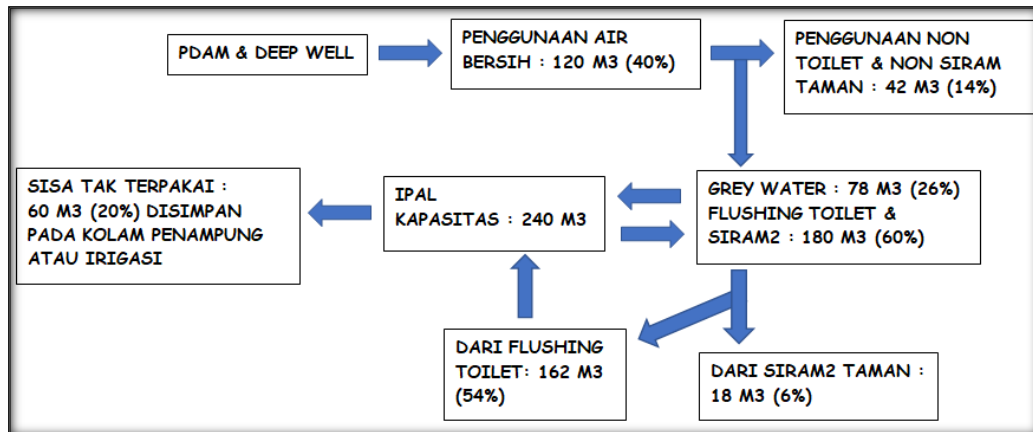 PDAM & DEEP WELL
PENGGUNAAN AIR
BERSIH : 120 M3 (40%)
PENGGUNAAN NON
TOILET & NON SIRAM
TAMAN : 42 M3 (14%)
SISA TAK TERPAKAI :
60 M3 (20%) DISIMPAN
PADA KOLAM PENAMPUNG
ATAU IRIGASI
IPAL
KAPASITAS : 240 M3
GREY WATER : 78 M3 (26%)
FLUSHING TOILET &
SIRAM2 : 180 M3 (60%)
DARI FLUSHING
TOILET: 162 M3
(54%)
DARI SIRAM2 TAMAN :
18 M3 (6%)